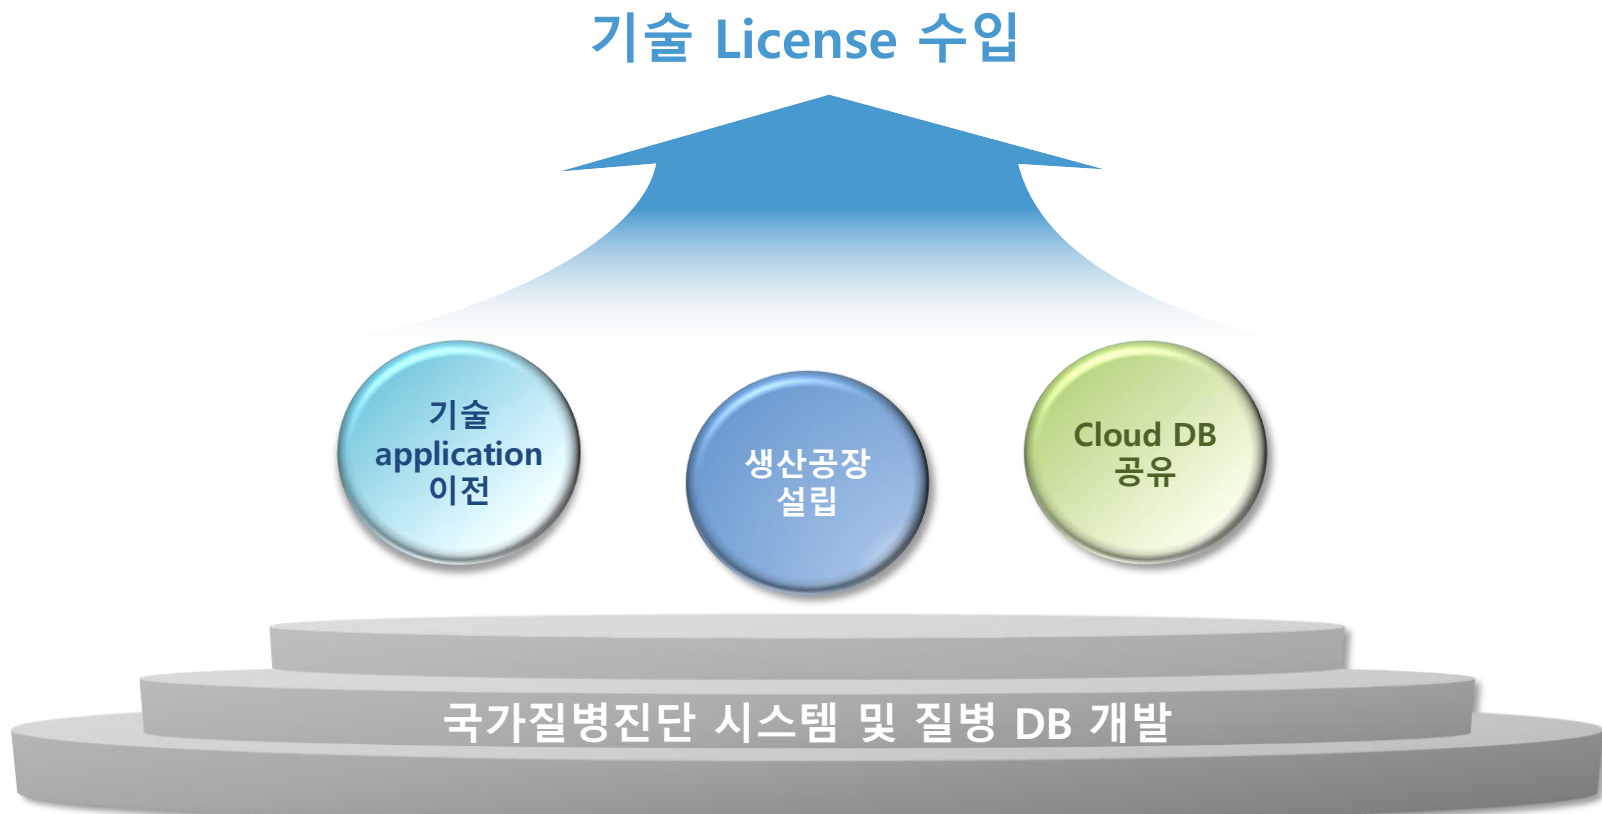 기술 License 수입
기술
application
이전
생산공장
설립
Cloud DB
공유
국가질병진단 시스템 및 질병 DB 개발